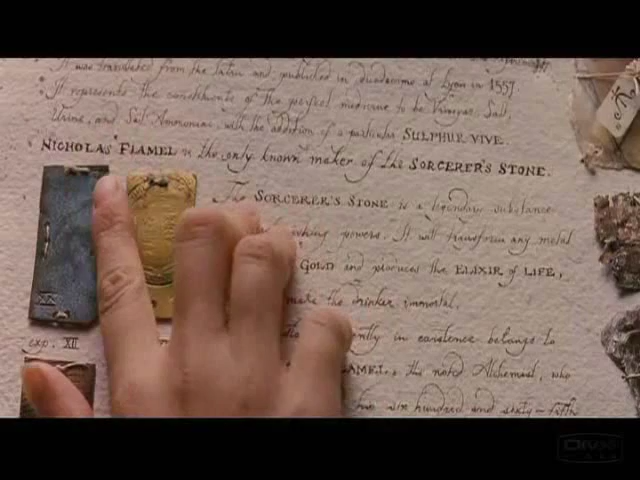 It was translated from the Latin and published in duodecimo at Lyon in 1557.
It represents the constituents of the perfect medicine to be Vinegar, Salt,
Urine, and Sal Ammoniac, with the addition of a particular SULPHUR VIVE.
NICHOLAS FLAMEL is the only known maker of the SORCERER'S STONE.
The SORCERER'S STONE is a legendary substance
powers. It will transform any metal
GOLD and produces the ELIXIR of LIFE,
make the drinker immortal.
in existence belongs to
the noted Alchemist, who
six hundred and sixty-fifth
XX
exp. XII